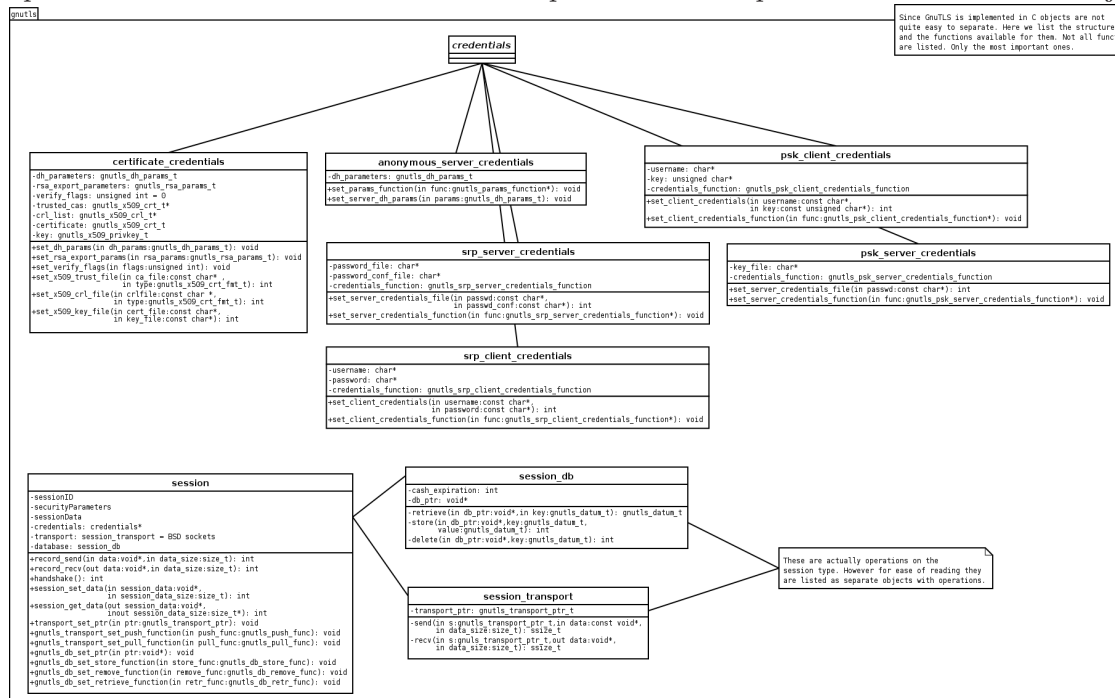 gnutls
Since GnuTLS is implemented in C objects are not
quite easy to separate. Here we list the structure
and the functions available for them. Not all func
are listed. Only the most important ones.
credentials
certificate_credentials
-dh_parameters: gnutls_dh_params_t
-rsa_export_parameters: gnutls_rsa_params_t
-verify_flags: unsigned int = 0
-trusted_cas: gnutls_x509_crt_t*
-crl_list: gnutls_x509_crl_t*
-certificate: gnutls_x509_crt_t
-key: gnutls_x509_privkey_t
+set_dh_params(in dh_params:gnutls_dh_params_t): void
+set_rsa_export_params(in rsa_params:gnutls_rsa_params_t): void
+set_verify_flags(in flags:unsigned int): void
+set_x509_trust_file(in ca_file:const char* ,
in type:gnutls_x509_crt_fmt_t): int
+set_x509_crl_file(in crlfile:const char *,
in type:gnutls_x509_crt_fmt_t): int
+set_x509_key_file(in cert_file:const char*,
in key_file:const char*): int
anonymous_server_credentials
-dh_parameters: gnutls_dh_params_t
+set_params_function(in func:gnutls_params_function*): void
+set_server_dh_params(in params:gnutls_dh_params_t): void
psk_client_credentials
-username: char*
-key: unsigned char*
-credentials_function: gnutls_psk_client_credentials_function
+set_client_credentials(in username:const char*,
in key:const unsigned char*): int
+set_client_credentials_function(in func:gnutls_psk_client_credentials_function*): void
srp_server_credentials
-password_file: char*
-password_conf_file: char*
-credentials_function: gnutls_srp_server_credentials_function
+set_server_credentials_file(in passwd:const char*,
in passwd_conf:const char*): int
+set_server_credentials_function(in func:gnutls_srp_server_credentials_function*): void
psk_server_credentials
-key_file: char*
-credentials_function: gnutls_psk_server_credentials_function
+set_server_credentials_file(in passwd:const char*): int
+set_server_credentials_function(in func:gnutls_psk_server_credentials_function*): void
srp_client_credentials
-username: char*
-password: char*
-credentials_function: gnutls_srp_client_credentials_function
+set_client_credentials(in username:const char*,
in password:const char*): int
+set_client_credentials_function(in func:gnutls_srp_client_credentials_function*): void
session
-sessionID
-securityParameters
-sessionData
-credentials: credentials*
-transport: session_transport = BSD sockets
-database: session_db
+record_send(in data:void*,in data_size:size_t): int
+record_recv(out data:void*,in data_size:size_t): int
+handshake(): int
+session_set_data(in session_data:void*,
in session_data_size:size_t): int
+session_get_data(out session_data:void*,
inout session_data_size:size_t*): int
+transport_set_ptr(in ptr:gnutls_transport_ptr): void
+gnutls_transport_set_push_function(in push_func:gnutls_push_func): void
+gnutls_transport_set_pull_function(in pull_func:gnutls_pull_func): void
+gnutls_db_set_ptr(in ptr:void*): void
+gnutls_db_set_store_function(in store_func:gnutls_db_store_func): void
+gnutls_db_set_remove_function(in remove_func:gnutls_db_remove_func): void
+gnutls_db_set_retrieve_function(in retr_func:gnutls_db_retr_func): void
session_db
-cash_expiration: int
-db_ptr: void*
-retrieve(in db_ptr:void*,in key:gnutls_datum_t): gnutls_datum_t
-store(in db_ptr:void*,key:gnutls_datum_t,
value:gnutls_datum_t): int
-delete(in db_ptr:void*,key:gnutls_datum_t): int
session_transport
-transport_ptr: gnutls_transport_ptr_t
-send(in s:gnutls_transport_ptr_t,in data:const void*,
in data_size:size_t): ssize_t
-recv(in s:gnuls_transport_ptr_t,out data:void*,
in data_size:size_t): ssize_t
These are actually operations on the
session type. However for ease of reading they
are listed as separate objects with operations.